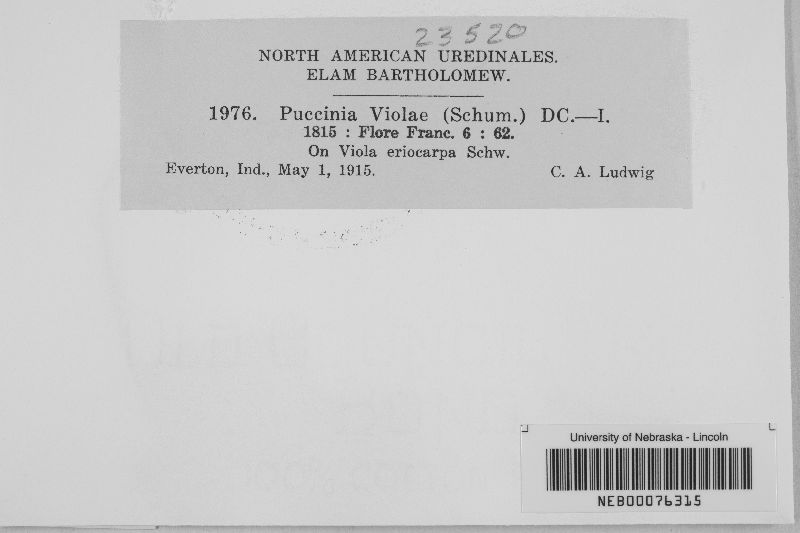 23520
NORTH AMERICAN UREDINALES.
ELAM BARTHOLOMEW.
1976. Puccinia Violae (Schum.) DC.—I.
1815 : Flore Franc. 6 : 62.
On Viola eriocarpa Schw.
Everton, Ind., May 1, 1915. C. A. Ludwig
University of Nebraska - Lincoln
NEB00076315